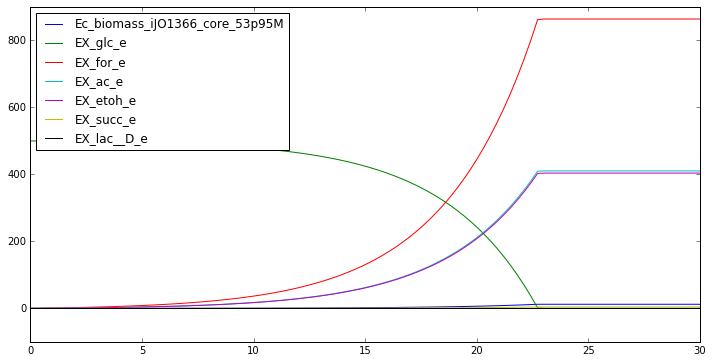 800
600
400
200
0
0
5
10
15
20
25
30
Ec_biomass_iJO1366_core_53p95M
EX_glc_e
EX_for_e
EX_ac_e
EX_etoh_e
EX_succ_e
EX_lac__D_e